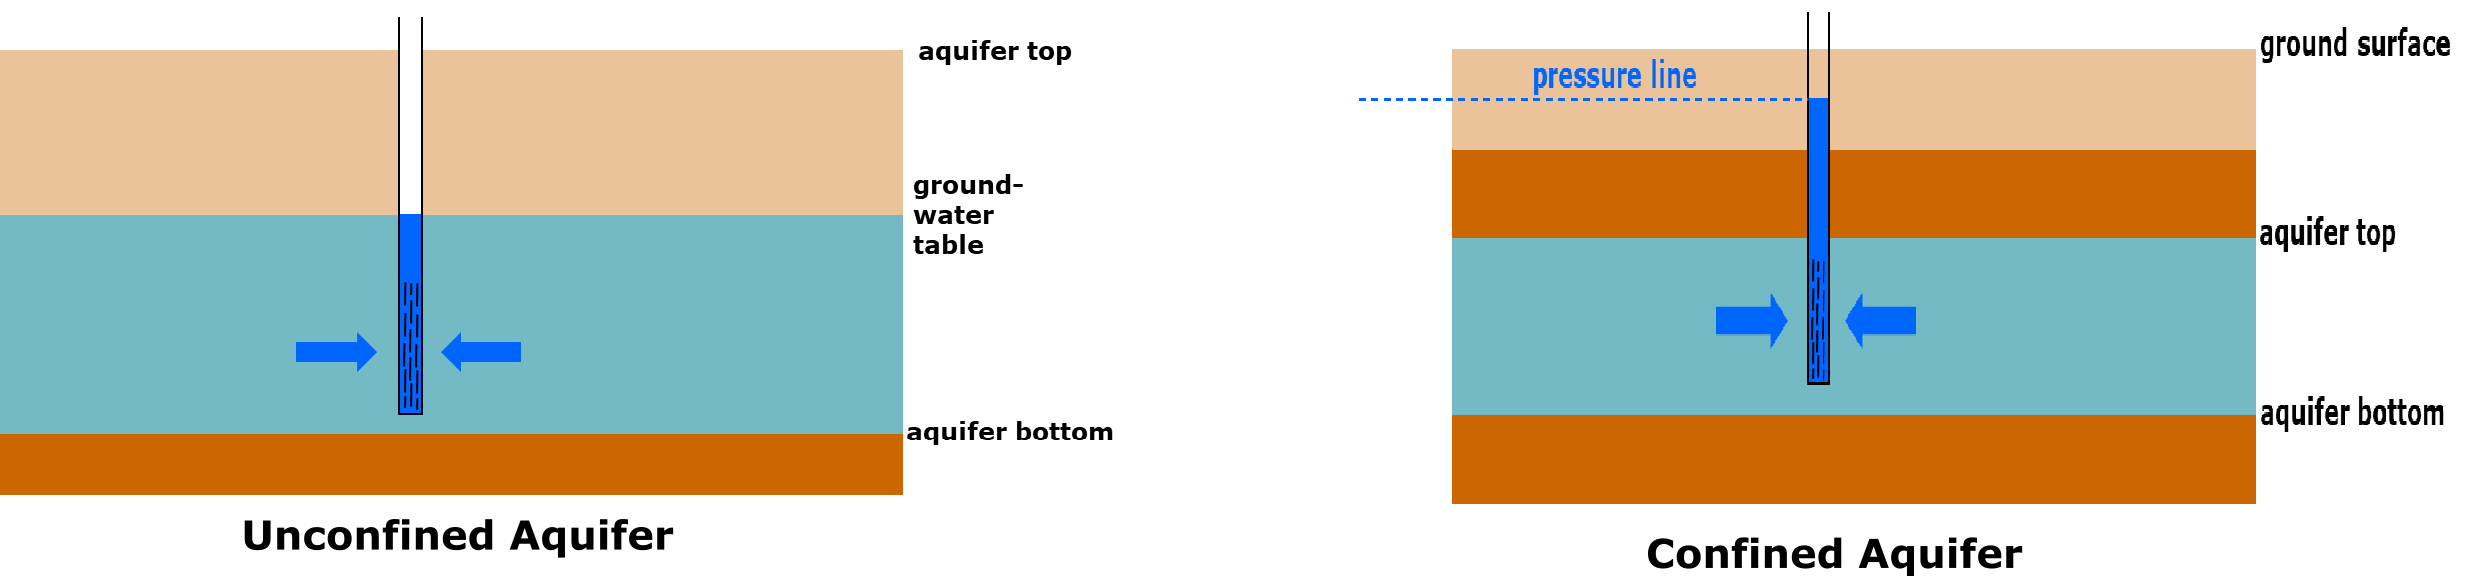 aquifer top
ground-
water
table
aquifer bottom
Unconfined Aquifer
pressure line
ground surface
aquifer top
aquifer bottom
Confined Aquifer